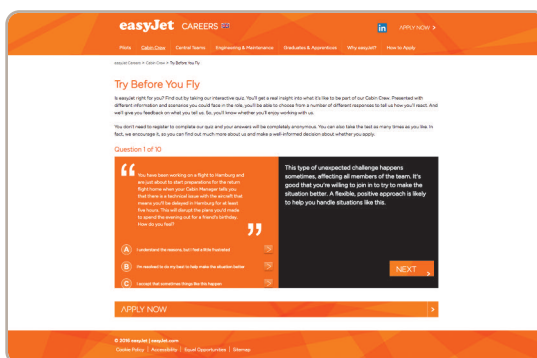 easyJet CAREERS
in APPLY NOW >
Pilots Cabin Crew Central Teams Engineering & Maintenance Graduates & Apprentices Why easyJet? How to Apply
easyJet Careers > Cabin Crew > Try Before You Fly
Try Before You Fly
Is easyJet right for you? Find out by taking our interactive quiz. You'll get a real insight into what it's like to be part of our Cabin Crew. Presented with
different information and scenarios you could face in the role, you'll be able to choose from a number of different responses to tell us how you'll react. And
we'll give you feedback on what you tell us. So, you'll know whether you'll enjoy working with us.
You don't need to register to complete our quiz and your answers will be completely anonymous. You can also take the test as many times as you like. In
fact, we encourage it, as you can find out much more about us and make a well-informed decision about whether you apply.
Question 1 of 10
“
You have been working on a flight to Hamburg and
are just about to start preparations for the return
flight home when your Cabin Manager tells you
that there is a technical issue with the aircraft that
means you'll be delayed in Hamburg for at least
five hours. This will disrupt the plans you'd made
to spend the evening out for a friend's birthday.
How do you feel?
”
A I understand the reasons, but I feel a little frustrated
B I'm resolved to do my best to help make the situation better
C I accept that sometimes things like this happen
This type of unexpected challenge happens
sometimes, affecting all members of the team. It's
good that you're willing to join in to try to make the
situation better. A flexible, positive approach is likely
to help you handle situations like this.
NEXT >
APPLY NOW >
© 2016 easyJet | easyJet.com
Cookie Policy | Accessibility | Equal Opportunities | Sitemap